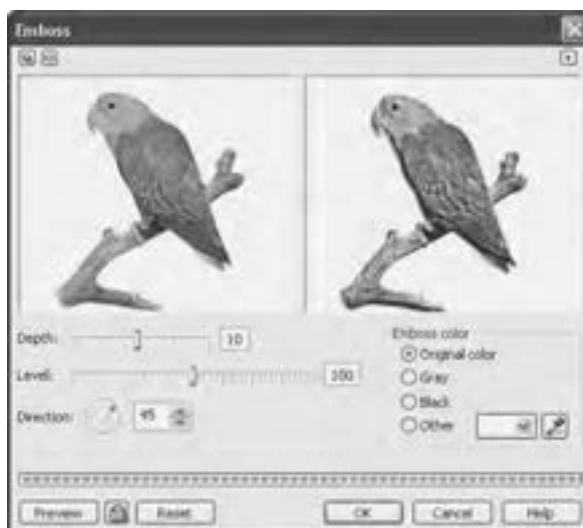 Emboss
Depth: 10
Level: 100
Direction: 45
Emboss color
Original color
Gray
Black
Other
Preview Reset OK Cancel Help